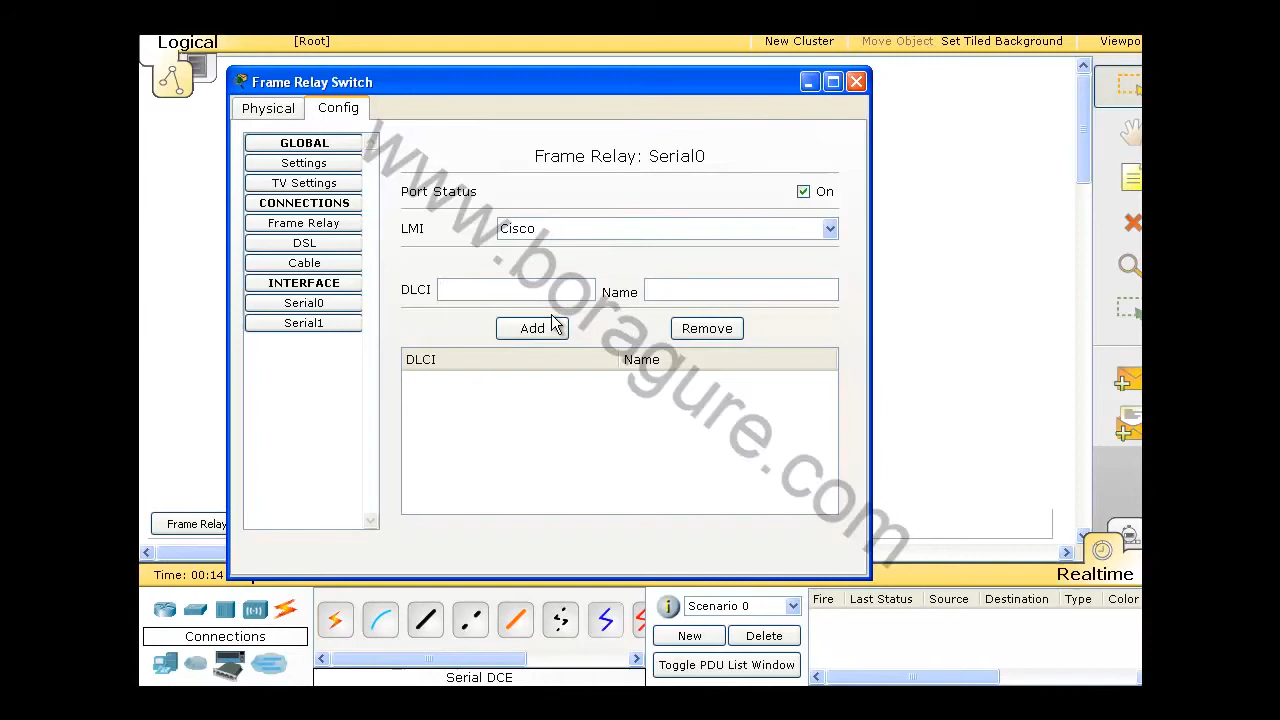 Logical
[Root]
New Cluster
Move Object
Set Tiled Background
Viewpo
Frame Relay Switch
Physical
Config
GLOBAL
Settings
TV Settings
CONNECTIONS
Frame Relay
DSL
Cable
INTERFACE
Serial0
Serial1
Frame Relay: Serial0
Port Status
On
LMI
Cisco
DLCI
Name
Add
Remove
DLCI
Name
www.boragure.com
Frame Relay
Time: 00:14
Realtime
Connections
Serial DCE
Scenario 0
New
Delete
Toggle PDU List Window
Fire
Last Status
Source
Destination
Type
Color